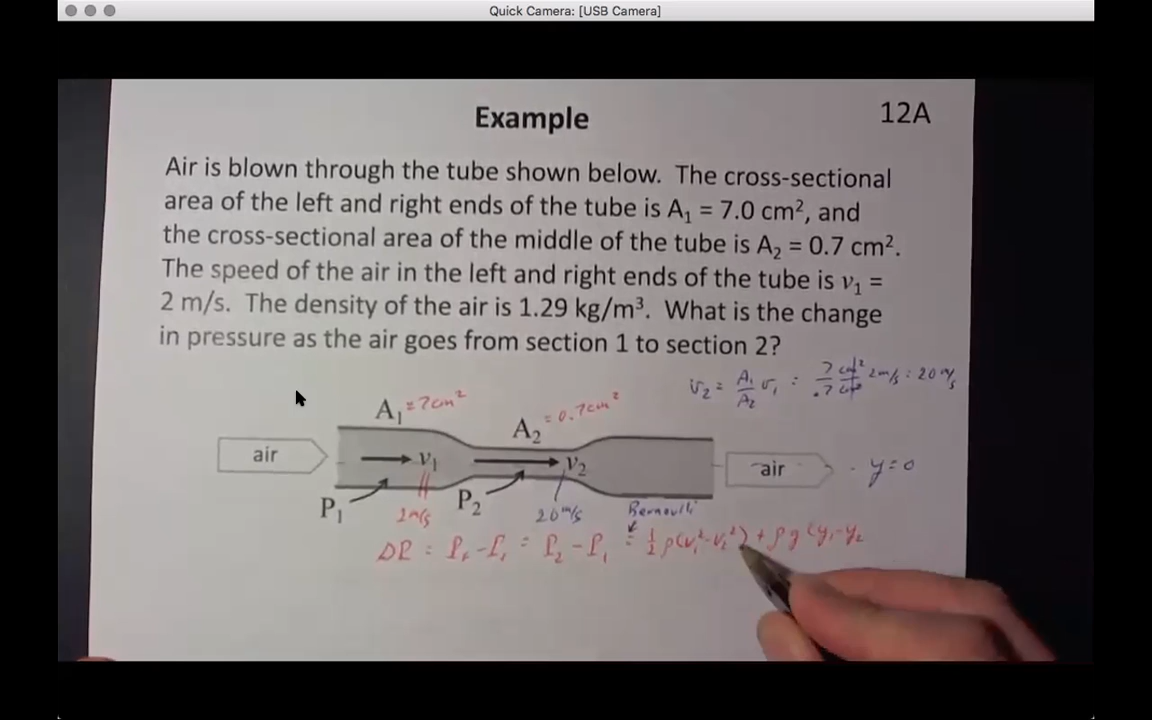 Quick Camera: [USB Camera]
Example
12A
Air is blown through the tube shown below. The cross-sectional
area of the left and right ends of the tube is A₁ = 7.0 cm², and
the cross-sectional area of the middle of the tube is A₂ = 0.7 cm².
The speed of the air in the left and right ends of the tube is v₁ =
2 m/s. The density of the air is 1.29 kg/m³. What is the change
in pressure as the air goes from section 1 to section 2?
v₂ = A₁/A₂ v₁ = 7 cm²/.7 cm² 2m/s = 20 m/s
A₁ = 7cm²
A₂ = 0.7cm²
air
v₁
v₂
air
y=0
P₁
2m/s
P₂
20 m/s
Bernoulli
ΔP = P_f - P_i = P₂ - P₁ = ½ρ(v₁² - v₂²) + ρg(y₁ - y₂